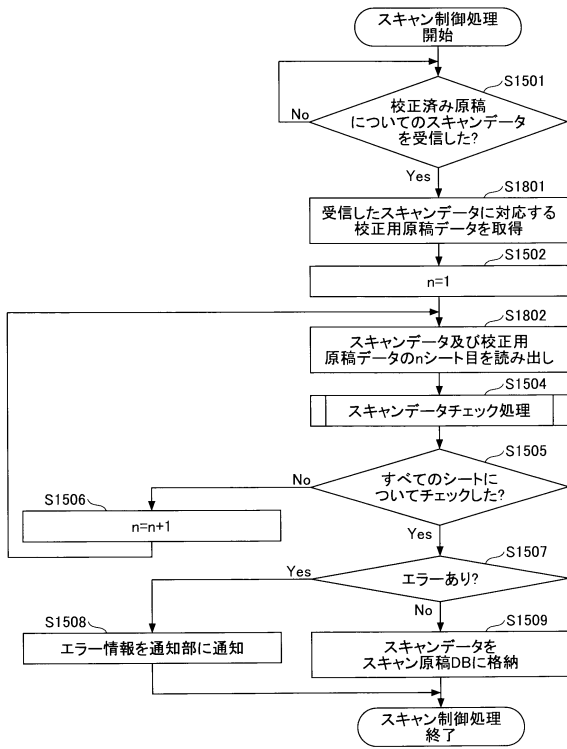 スキャン制御処理
開始
S1501
校正済み原稿
についてのスキャンデータ
を受信した?
No
Yes
S1801
受信したスキャンデータに対応する
校正用原稿データを取得
S1502
n=1
S1802
スキャンデータ及び校正用
原稿データのnシート目を読み出し
S1504
スキャンデータチェック処理
S1505
すべてのシートに
ついてチェックした?
No
S1506
n=n+1
Yes
S1507
エラーあり?
Yes
No
S1508
エラー情報を通知部に通知
S1509
スキャンデータを
スキャン原稿DBに格納
スキャン制御処理
終了